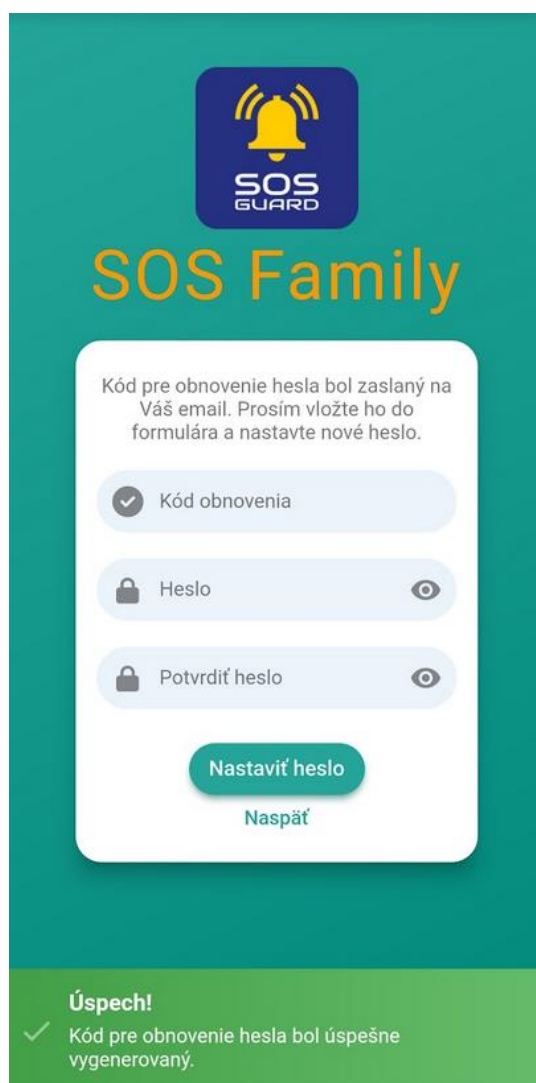 SOS
GUARD
SOS Family
Kód pre obnovenie hesla bol zaslaný na
Váš email. Prosím vložte ho do
formulára a nastavte nové heslo.
Kód obnovenia
Heslo
Potvrdiť heslo
Nastaviť heslo
Naspäť
Úspech!
Kód pre obnovenie hesla bol úspešne
vygenerovaný.